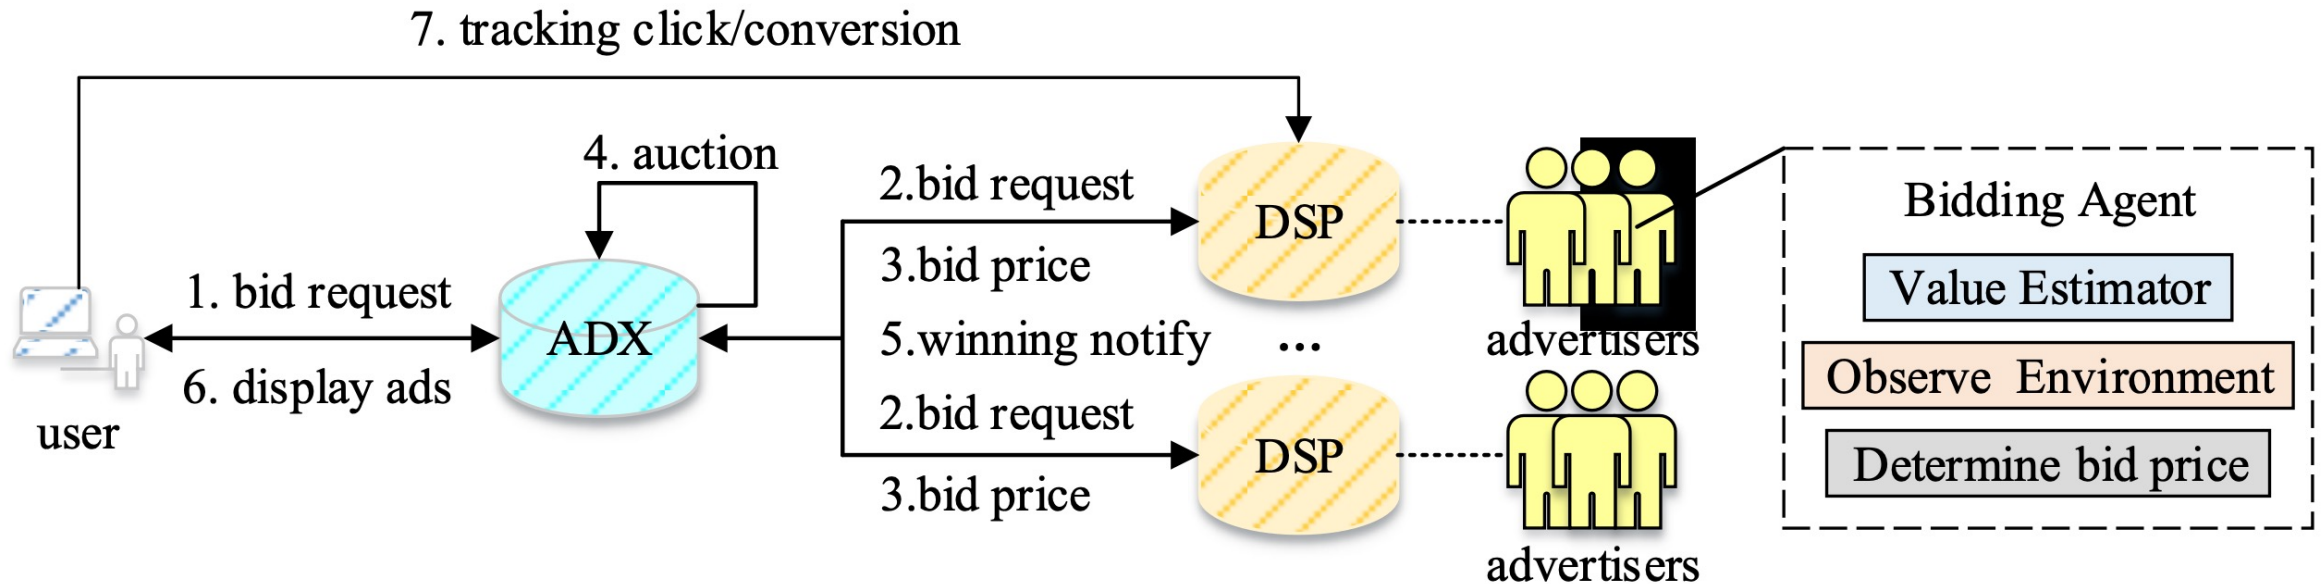 7. tracking click/conversion
4. auction
1. bid request
ADX
6. display ads
user
2.bid request
3.bid price
5.winning notify
2.bid request
3.bid price
DSP
...
DSP
advertisers
advertisers
Bidding Agent
Value Estimator
Observe Environment
Determine bid price